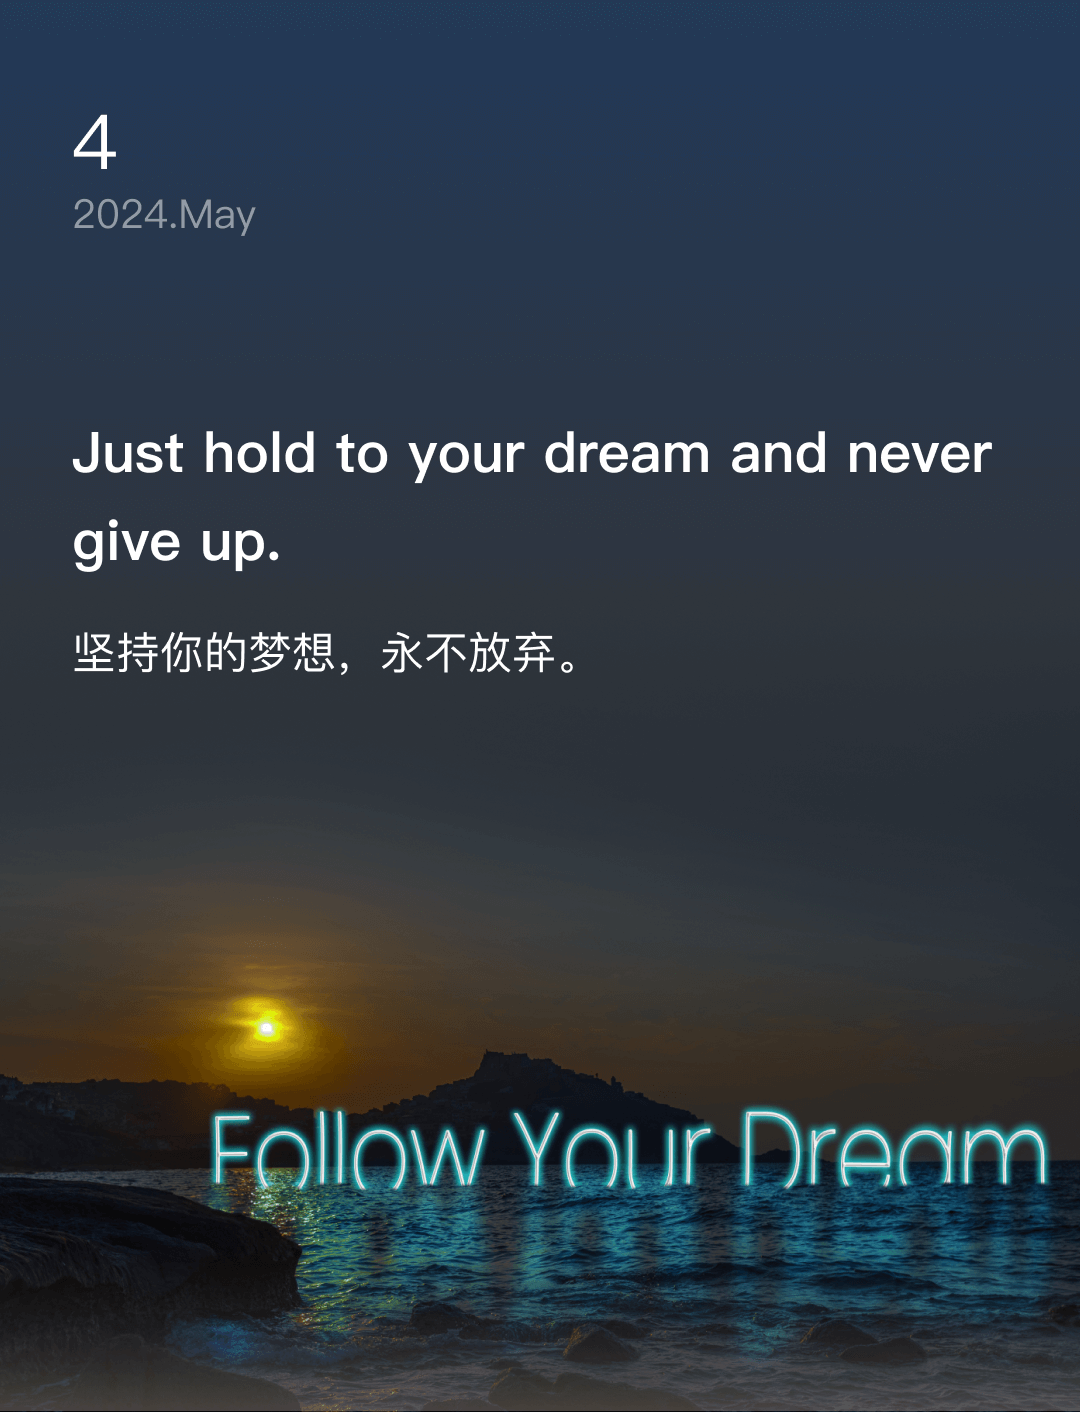 4
2024.May
Just hold to your dream and never
give up.
坚持你的梦想，永不放弃。
Follow Your Dream